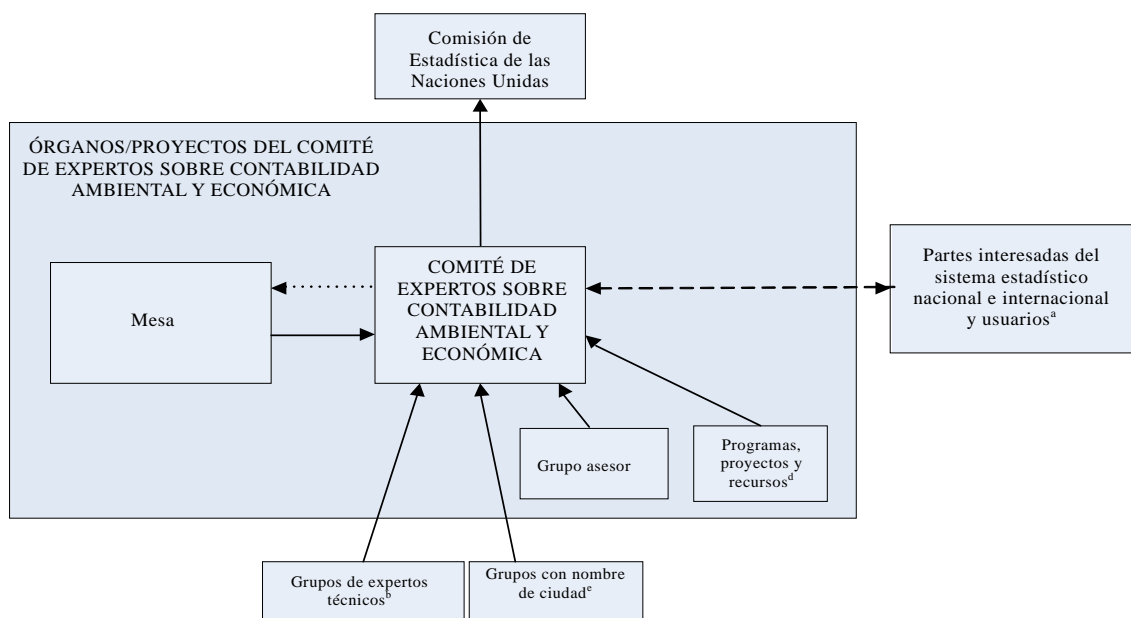 Comisión de
Estadística de las
Naciones Unidas
ÓRGANOS/PROYECTOS DEL COMITÉ
DE EXPERTOS SOBRE CONTABILIDAD
AMBIENTAL Y ECONÓMICA
Mesa
COMITÉ DE
EXPERTOS SOBRE
CONTABILIDAD
AMBIENTAL Y
ECONÓMICA
Partes interesadas del
sistema estadístico
nacional e internacional
y usuariosᵃ
Grupo asesor
Programas,
proyectos y
recursosᵈ
Grupos de expertos
técnicosᵇ
Grupos con nombre
de ciudadᵉ